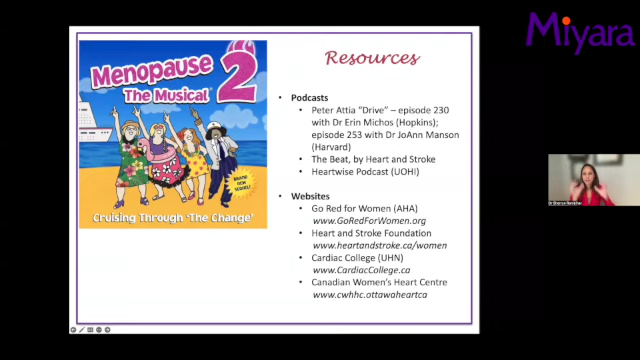 Miyara
Resources
Menopause 2
The Musical
BRAND
NEW
Cruising Through 'The Change'
• Podcasts
• Peter Attia "Drive" – episode 230
with Dr Erin Michos (Hopkins);
episode 253 with Dr JoAnn Manson
(Harvard)
• The Beat, by Heart and Stroke
• Heartwise Podcast (UOHI)
• Websites
• Go Red for Women (AHA)
www.GoRedForWomen.org
• Heart and Stroke Foundation
www.heartandstroke.ca/women
• Cardiac College (UHN)
www.CardiacCollege.ca
• Canadian Women's Heart Centre
www.cwhhc.ottawaheartca